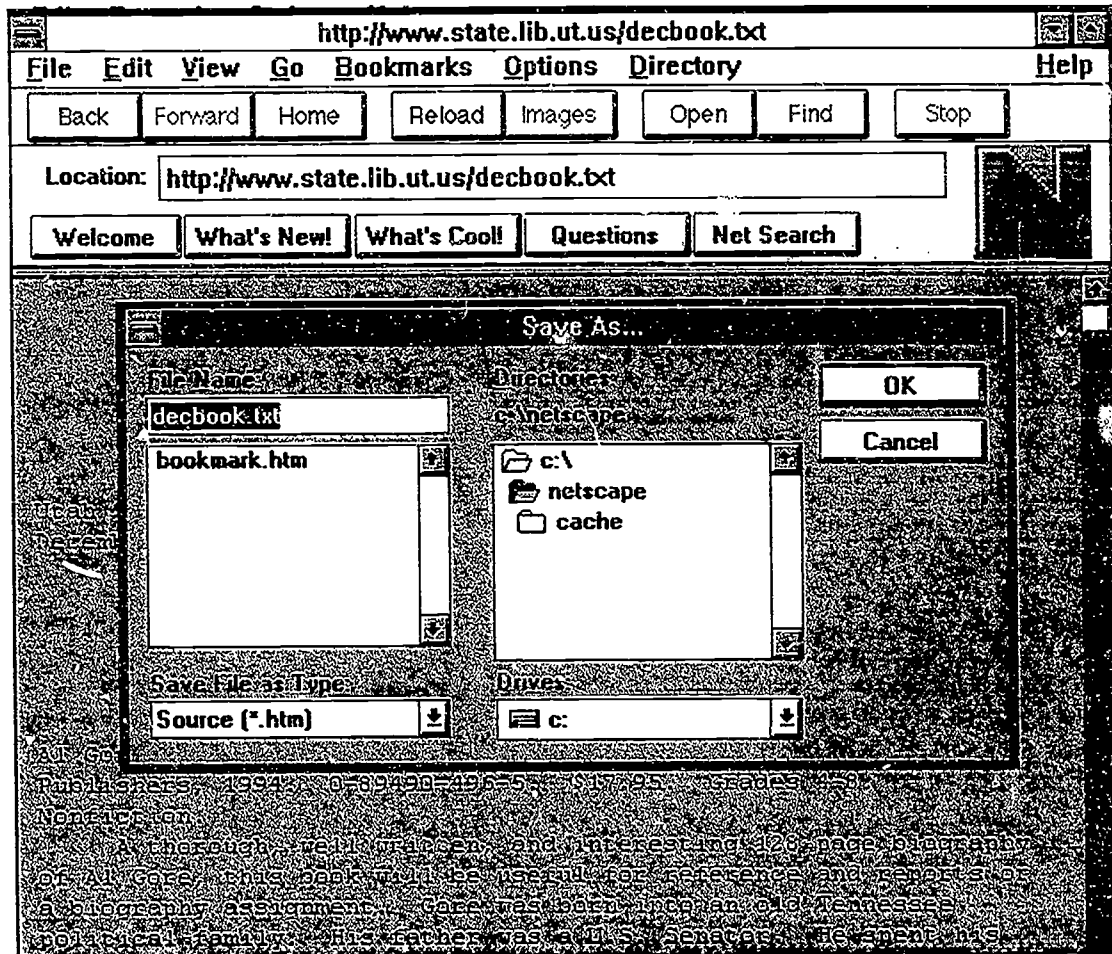 http://www.state.lib.ut.us/decbook.txt
File Edit View Go Bookmarks Options Directory Help
Back Forward Home Reload Images Open Find Stop
Location: http://www.state.lib.ut.us/decbook.txt
N
Welcome What's New! What's Cool! Questions Net Search
Save As...
File Name: Directories:
OK
decbook.txt c:\netscape
Cancel
bookmark.htm c:\
netscape
cache
Utah
Save File as Type: Drives:
Source (*.htm) c:
Al Go
Publishers 1994. 0-89490-496- $17.95. Grades
Nonfiction.
A thorough, well written, and interesting 128 page biography
of Al Gore, this book will be useful for reference and reports or
a biography assignment. Gore was born into an old Tennessee
political family. His father was a U.S. Senator. He spent his